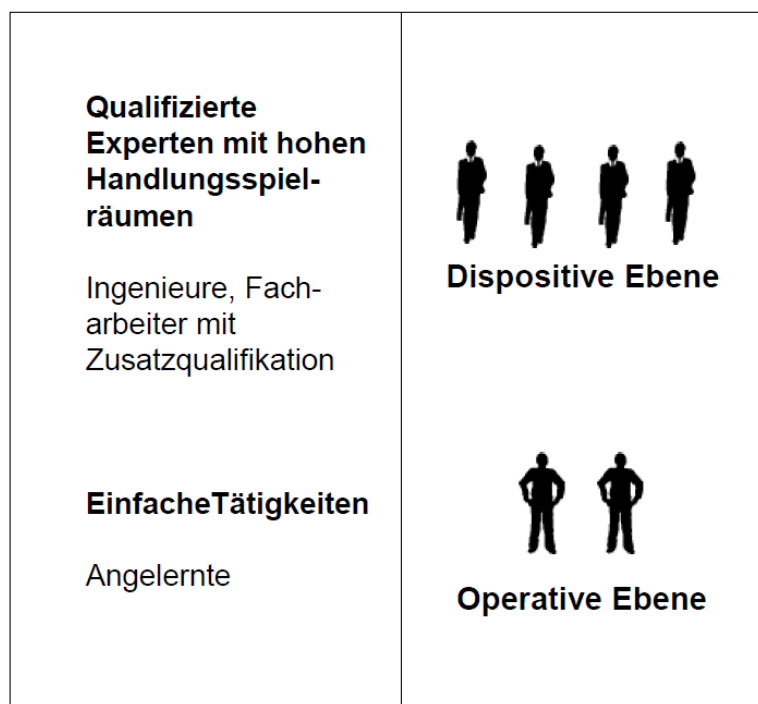 Qualifizierte
Experten mit hohen
Handlungsspiel-
räumen
Ingenieure, Fach-
arbeiter mit
Zusatzqualifikation
Dispositive Ebene
EinfacheTätigkeiten
Angelernte
Operative Ebene